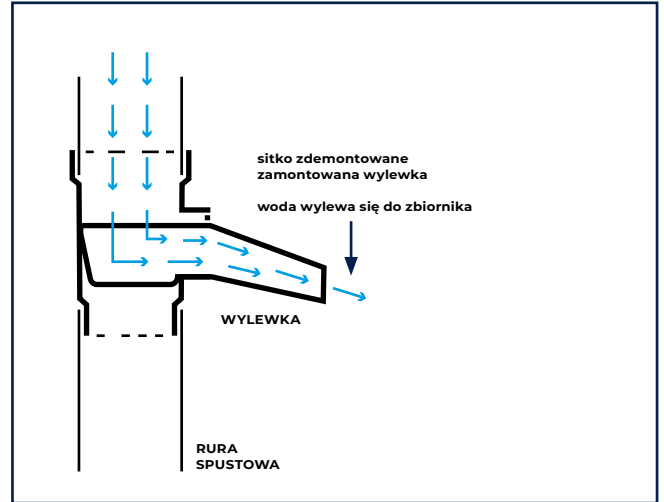 sitko zdemontowane
zamontowana wylewka
woda wylewa się do zbiornika
WYLEWKA
RURA
SPUSTOWA